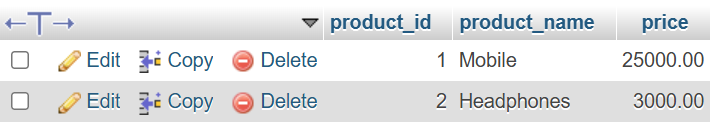 product_id product_name price
Edit Copy Delete 1 Mobile 25000.00
Edit Copy Delete 2 Headphones 3000.00